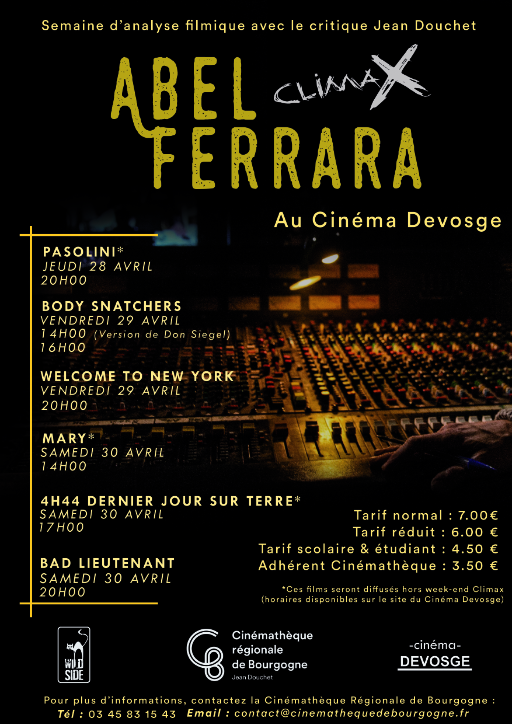 Semaine d'analyse filmique avec le critique Jean Douchet
ABEL
CLIMAX
FERRARA
Au Cinéma Devosge
PASOLINI*
JEUDI 28 AVRIL
20H00
BODY SNATCHERS
VENDREDI 29 AVRIL
14H00 (Version de Don Siegel)
16H00
WELCOME TO NEW YORK
VENDREDI 29 AVRIL
20H00
MARY*
SAMEDI 30 AVRIL
14H00
4H44 DERNIER JOUR SUR TERRE*
SAMEDI 30 AVRIL
17H00
BAD LIEUTENANT
SAMEDI 30 AVRIL
20H00
Tarif normal : 7.00€
Tarif réduit : 6.00 €
Tarif scolaire & étudiant : 4.50 €
Adhérent Cinémathèque : 3.50 €
*Ces films seront diffusés hors week-end Climax
(horaires disponibles sur le site du Cinéma Devosge)
WILD
SIDE
Cinémathèque
régionale
de Bourgogne
Jean Douchet
-cinéma-
DEVOSGE
Pour plus d'informations, contactez la Cinémathèque Régionale de Bourgogne :
Tél : 03 45 83 15 43 Email : contact@cinemathequedebourgogne.fr